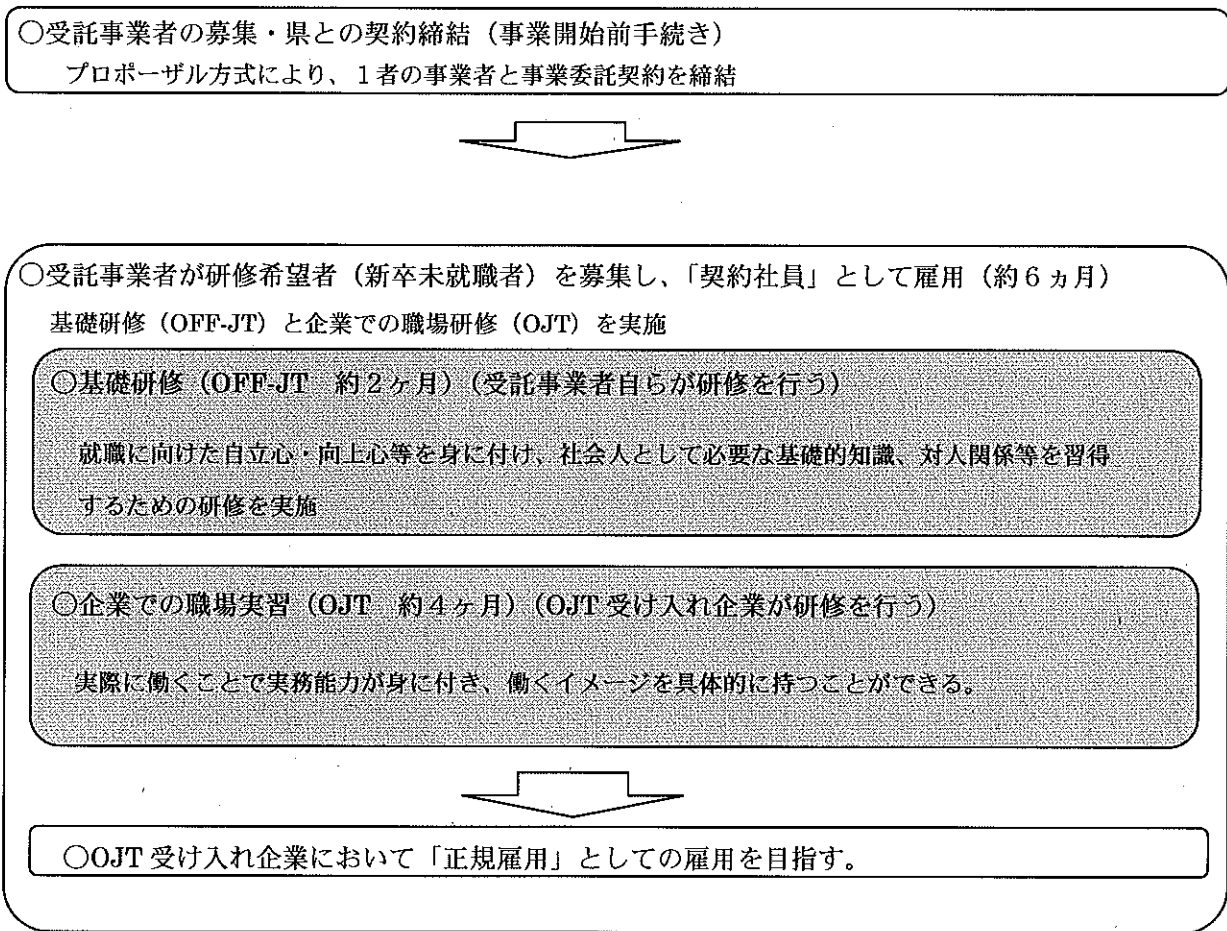 ○受託事業者の募集・県との契約締結（事業開始前手続き）
プロポーザル方式により、１者の事業者と事業委託契約を締結
○受託事業者が研修希望者（新卒未就職者）を募集し、「契約社員」として雇用（約６ヵ月）
基礎研修（OFF-JT）と企業での職場研修（OJT）を実施
○基礎研修（OFF-JT　約２ヶ月）（受託事業者自らが研修を行う）
就職に向けた自立心・向上心等を身に付け、社会人として必要な基礎的知識、対人関係等を習得
するための研修を実施
○企業での職場実習（OJT　約４ヶ月）（OJT 受け入れ企業が研修を行う）
実際に働くことで実務能力が身に付き、働くイメージを具体的に持つことができる。
○OJT 受け入れ企業において「正規雇用」としての雇用を目指す。